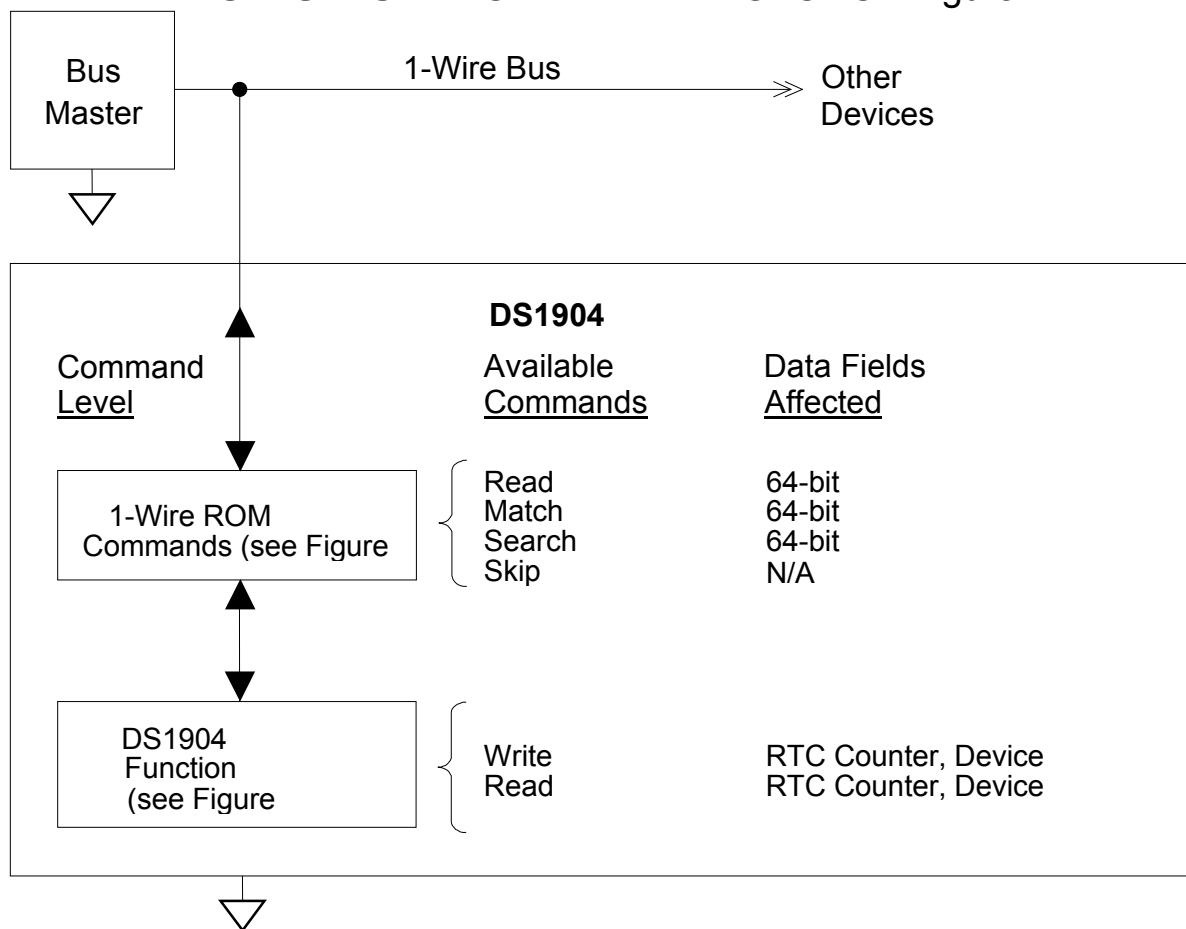 Bus
Master
1-Wire Bus
Other
Devices
DS1904
Command
Level
Available
Commands
Data Fields
Affected
1-Wire ROM
Commands (see Figure
Read 64-bit
Match 64-bit
Search 64-bit
Skip N/A
DS1904
Function
(see Figure
Write RTC Counter, Device
Read RTC Counter, Device